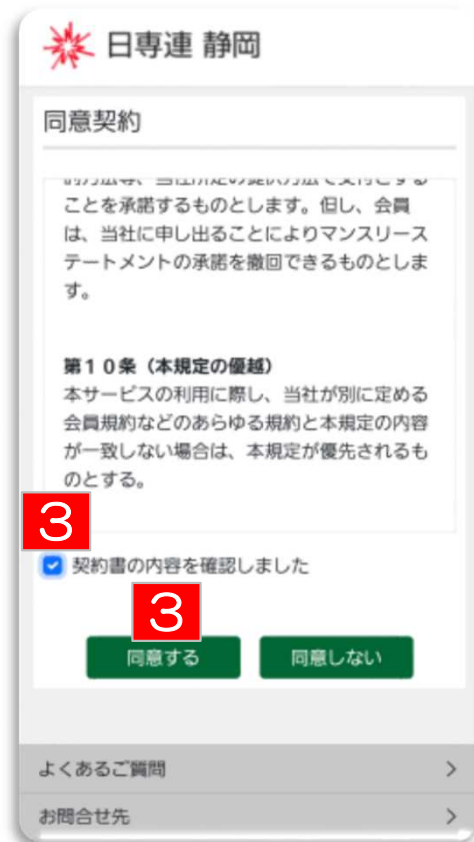 日専連 静岡
同意契約
ことを承諾するものとします。但し、会員
は、当社に申し出ることによりマンスリース
テートメントの承諾を撤回できるものとしま
す。
第10条（本規定の優越）
本サービスの利用に際し、当社が別に定める
会員規約などのあらゆる規約と本規定の内容
が一致しない場合は、本規定が優先されるも
のとする。
3
契約書の内容を確認しました
3
同意する
同意しない
よくあるご質問
お問合せ先